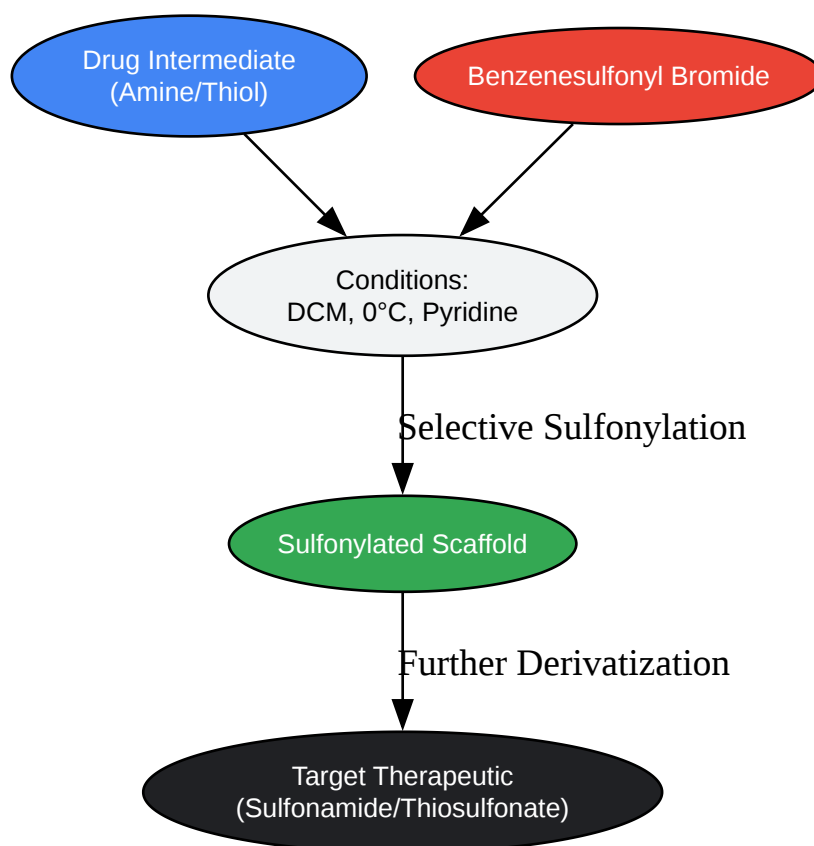 Drug Intermediate
(Amine/Thiol)
Benzenesulfonyl Bromide
Conditions:
DCM, 0°C, Pyridine
Selective Sulfonylation
Sulfonylated Scaffold
Further Derivatization
Target Therapeutic
(Sulfonamide/Thiosulfonate)